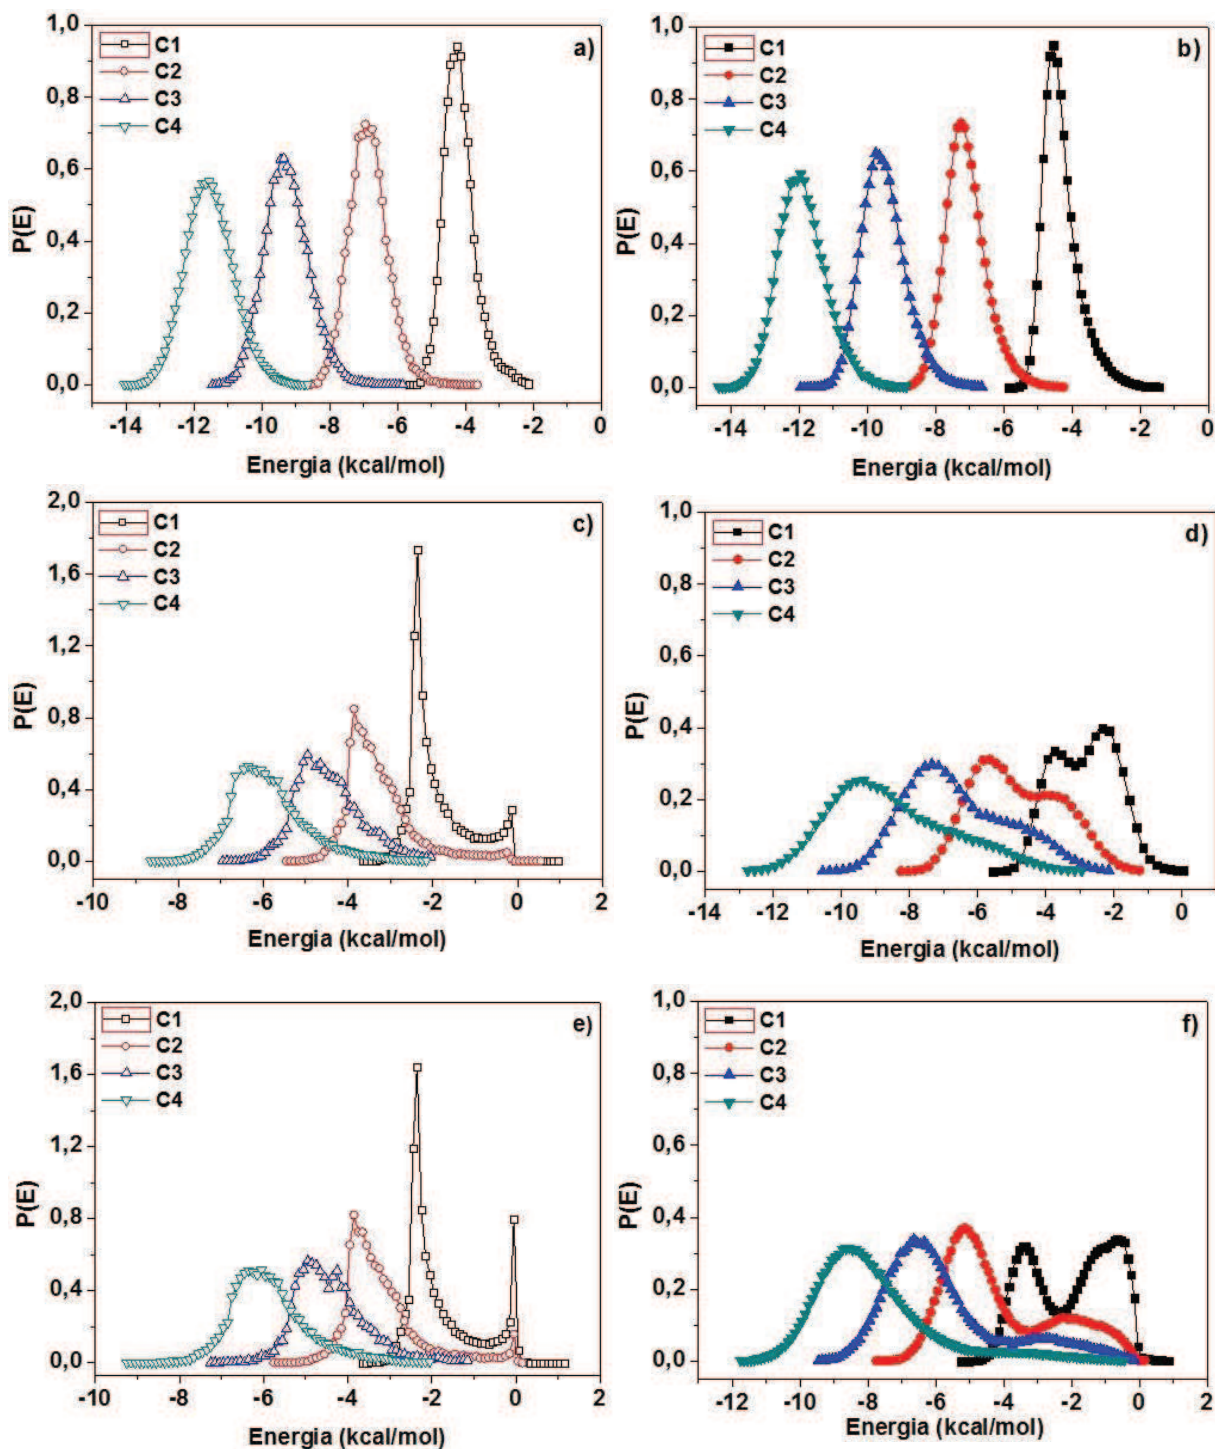 a)
C1
C2
C3
C4
P(E)
1,0
0,8
0,6
0,4
0,2
0,0
-14 -12 -10 -8 -6 -4 -2 0
Energia (kcal/mol)
b)
C1
C2
C3
C4
P(E)
1,0
0,8
0,6
0,4
0,2
0,0
-14 -12 -10 -8 -6 -4 -2 0
Energia (kcal/mol)
c)
C1
C2
C3
C4
P(E)
2,0
1,6
1,2
0,8
0,4
0,0
-10 -8 -6 -4 -2 0 2
Energia (kcal/mol)
d)
C1
C2
C3
C4
P(E)
1,0
0,8
0,6
0,4
0,2
0,0
-14 -12 -10 -8 -6 -4 -2 0
Energia (kcal/mol)
e)
C1
C2
C3
C4
P(E)
2,0
1,6
1,2
0,8
0,4
0,0
-10 -8 -6 -4 -2 0 2
Energia (kcal/mol)
f)
C1
C2
C3
C4
P(E)
1,0
0,8
0,6
0,4
0,2
0,0
-12 -10 -8 -6 -4 -2 0 2
Energia (kcal/mol)